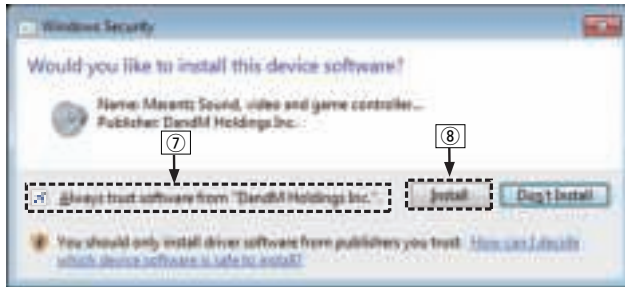 Windows Security
Would you like to install this device software?
Name: Marantz Sound, video and game controller...
Publisher: DandM Holdings Inc.
⑦
⑧
Always trust software from "DandM Holdings Inc.".
Install
Don't Install
You should only install driver software from publishers you trust. How can I decide
which device software is safe to install?